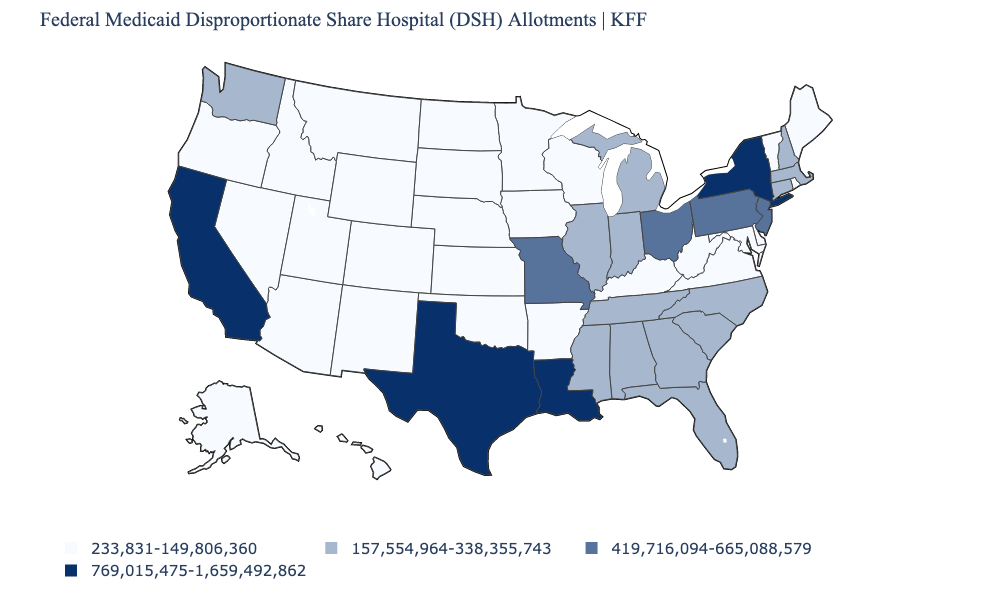 Federal Medicaid Disproportionate Share Hospital (DSH) Allotments | KFF
233,831-149,806,360 157,554,964-338,355,743 419,716,094-665,088,579
769,015,475-1,659,492,862